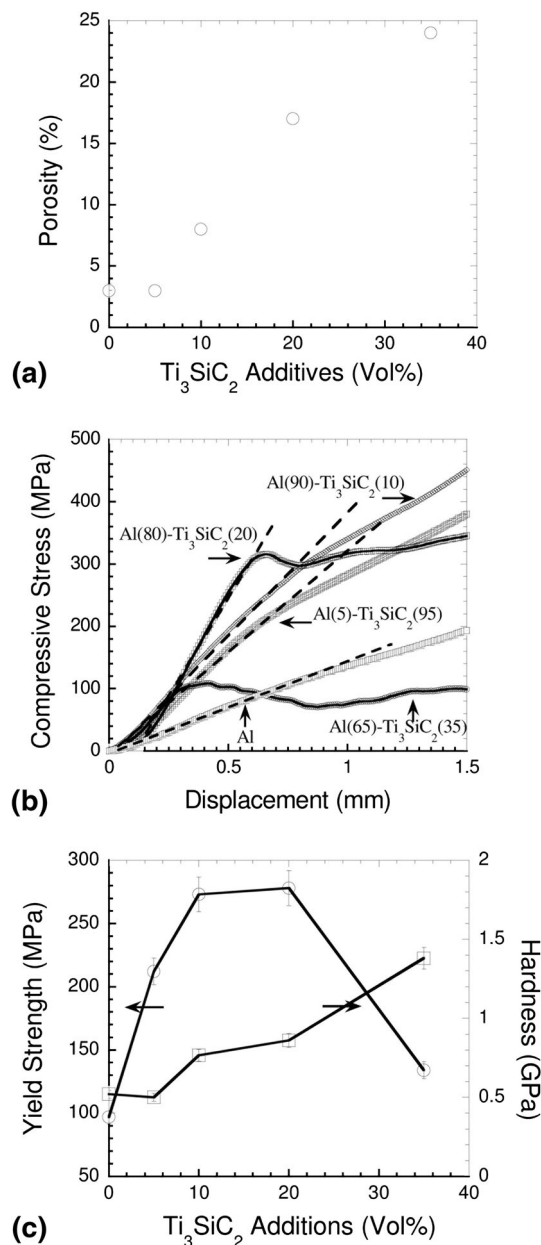 25
20
15
10
5
0
Porosity (%)
0 10 20 30 40
Ti₃SiC₂ Additives (Vol%)
(a)
500
400
300
200
100
0
Compressive Stress (MPa)
Al(90)-Ti₃SiC₂(10)
Al(80)-Ti₃SiC₂(20)
Al(5)-Ti₃SiC₂(95)
Al
Al(65)-Ti₃SiC₂(35)
0 0.5 1 1.5
Displacement (mm)
(b)
300
250
200
150
100
50
Yield Strength (MPa)
2
1.5
1
0.5
0
Hardness (GPa)
0 10 20 30 40
Ti₃SiC₂ Additions (Vol%)
(c)